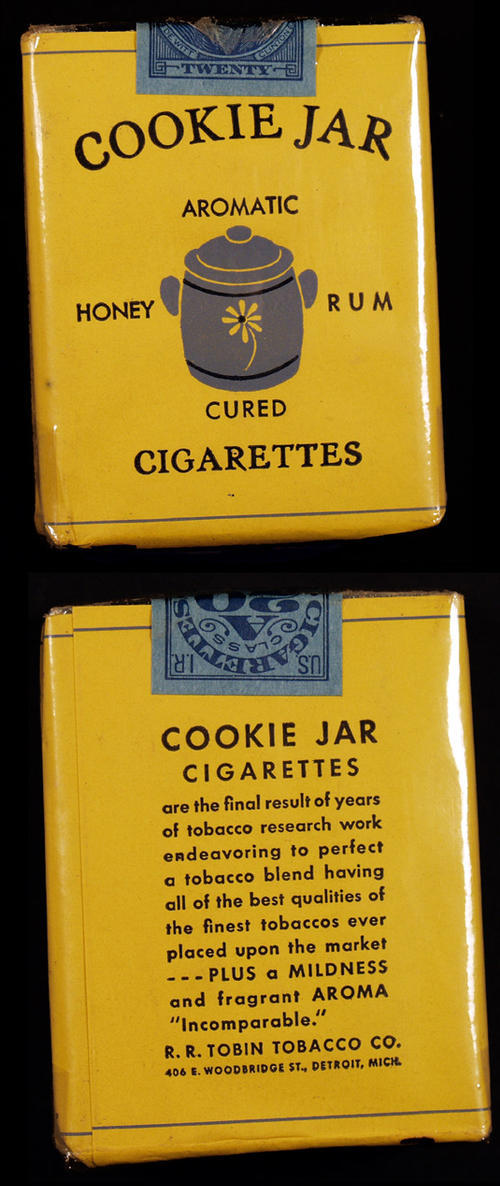 DEWITT CLINTON
TWENTY
COOKIE JAR
AROMATIC
HONEY RUM
CURED
CIGARETTES
CIGARETTES
CLASS A
20
U.S. I.R.
COOKIE JAR
CIGARETTES
are the final result of years
of tobacco research work
endeavoring to perfect
a tobacco blend having
all of the best qualities of
the finest tobaccos ever
placed upon the market
---PLUS a MILDNESS
and fragrant AROMA
"Incomparable."
R. R. TOBIN TOBACCO CO.
406 E. WOODBRIDGE ST., DETROIT, MICH.